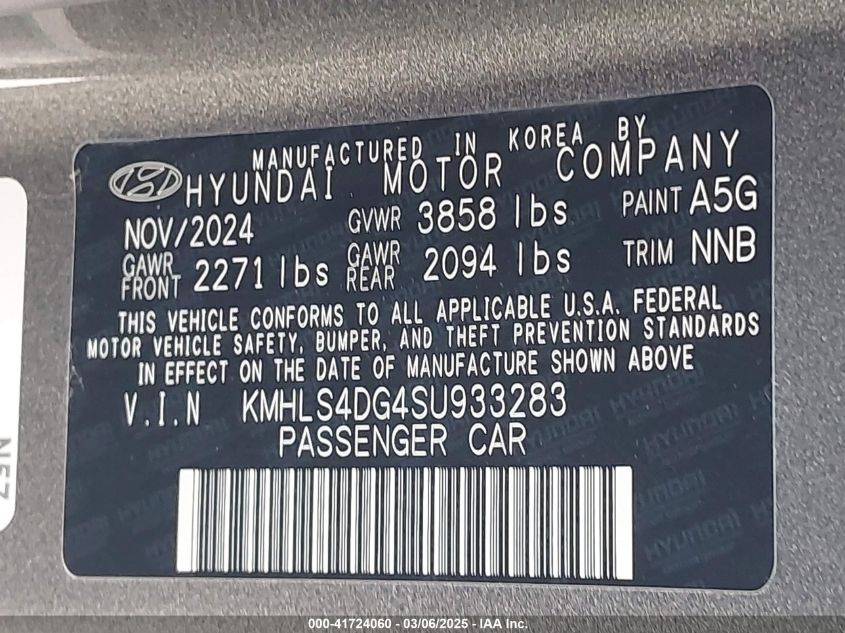 MANUFACTURED IN KOREA BY
HYUNDAI MOTOR COMPANY
NOV/2024 GVWR 3858 lbs PAINT A5G
GAWR FRONT 2271 lbs GAWR REAR 2094 lbs TRIM NNB
THIS VEHICLE CONFORMS TO ALL APPLICABLE U.S.A. FEDERAL
MOTOR VEHICLE SAFETY, BUMPER, AND THEFT PREVENTION STANDARDS
IN EFFECT ON THE DATE OF MANUFACTURE SHOWN ABOVE
V.I.N KMHLS4DG4SU933283
PASSENGER CAR
000-41724060 - 03/06/2025 - IAA Inc.